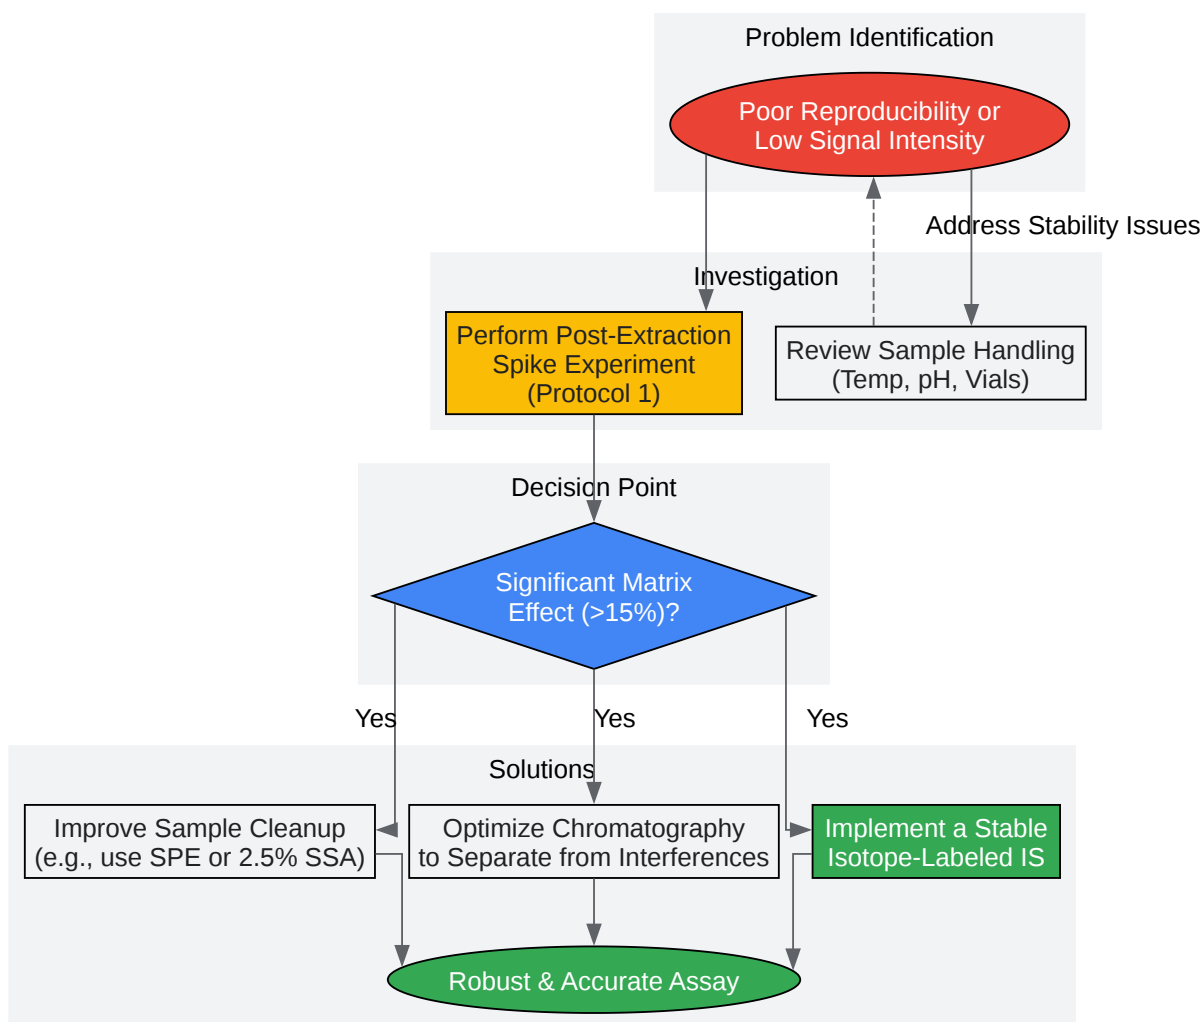 Problem Identification
Poor Reproducibility or
Low Signal Intensity
Address Stability Issues
Investigation
Perform Post-Extraction
Spike Experiment
(Protocol 1)
Review Sample Handling
(Temp, pH, Vials)
Decision Point
Significant Matrix
Effect (>15%)?
Yes
Yes
Yes
Solutions
Improve Sample Cleanup
(e.g., use SPE or 2.5% SSA)
Optimize Chromatography
to Separate from Interferences
Implement a Stable
Isotope-Labeled IS
Robust & Accurate Assay